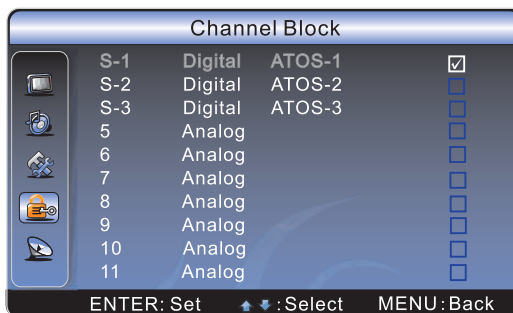 Channel Block
S-1 Digital ATOS-1
S-2 Digital ATOS-2
S-3 Digital ATOS-3
5 Analog
6 Analog
7 Analog
8 Analog
9 Analog
10 Analog
11 Analog
ENTER: Set :Select MENU:Back